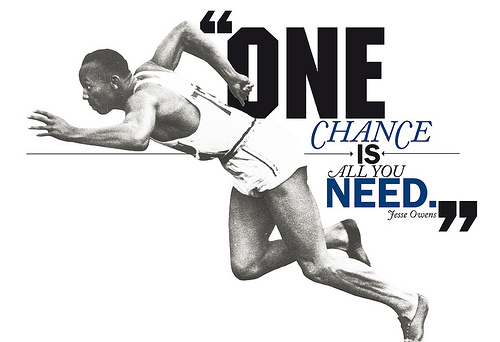 “ONE
CHANCE
IS
ALL YOU
NEED.
Jesse Owens”